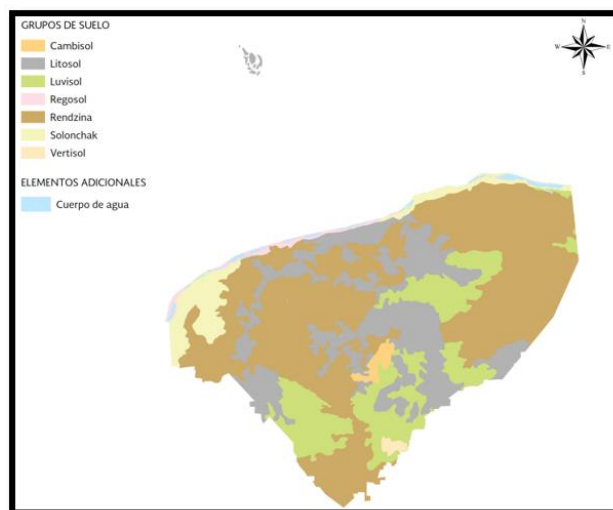 GRUPOS DE SUELO
Cambisol
Litosol
Luvisol
Regosol
Rendzina
Solonchak
Vertisol
ELEMENTOS ADICIONALES
Cuerpo de agua
N
W
E
S